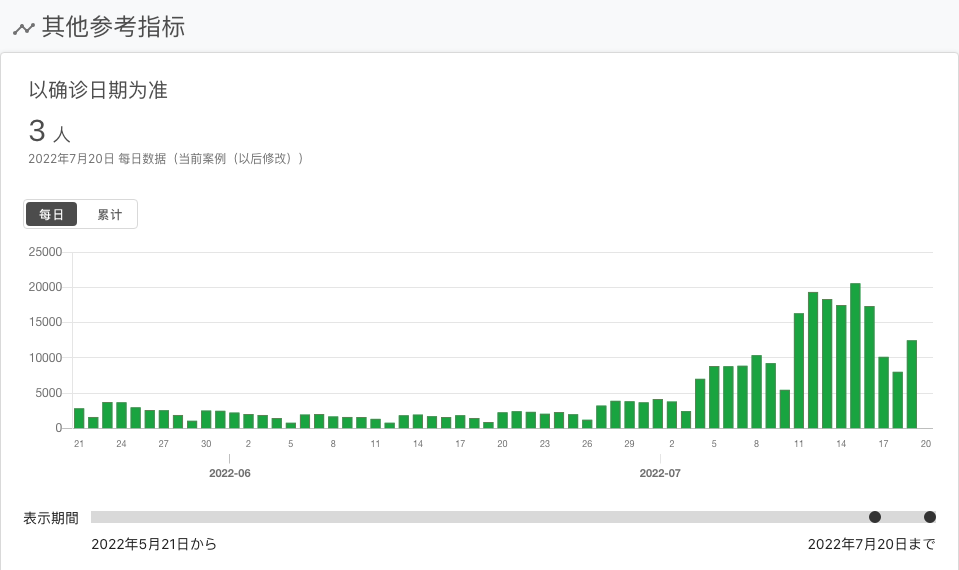 其他参考指标
以确诊日期为准
3 人
2022年7月20日 每日数据（当前案例（以后修改））
每日 累计
25000
20000
15000
10000
5000
0
21 24 27 30 2 5 8 11 14 17 20 23 26 29 2 5 8 11 14 17 20
2022-06 2022-07
表示期間
2022年5月21日から 2022年7月20日まで